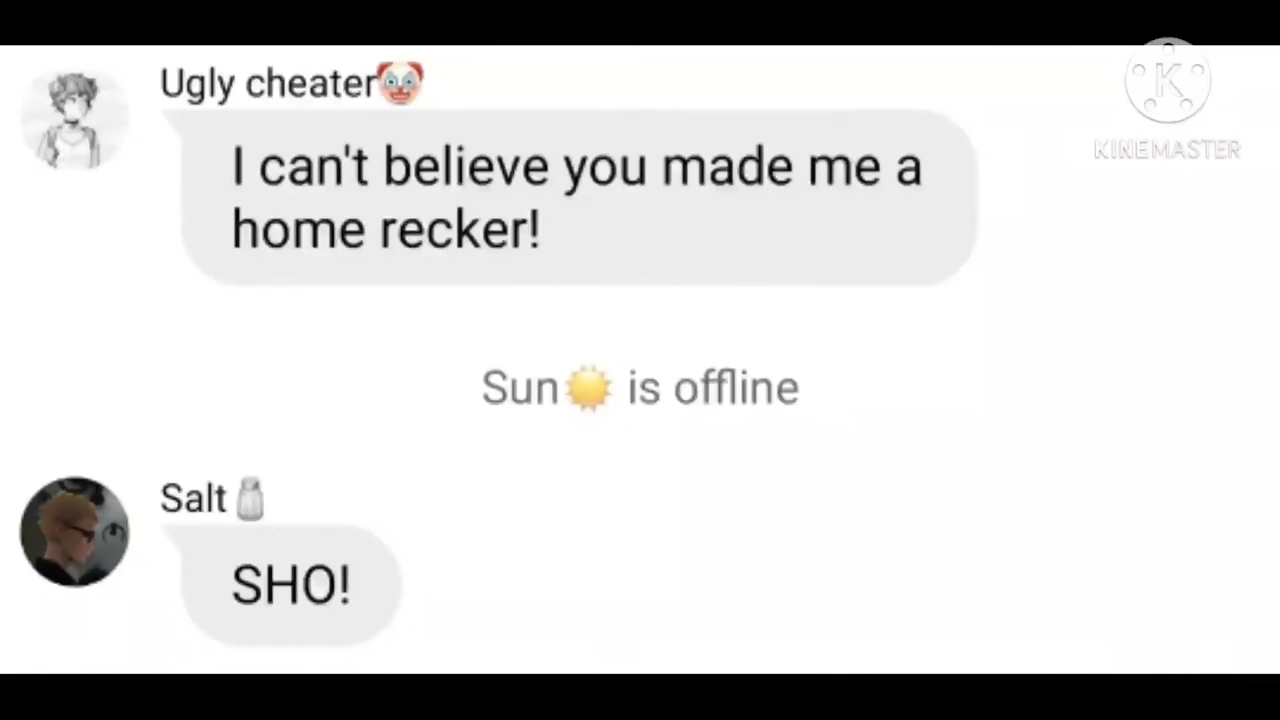 Ugly cheater🤡
KINEMASTER
I can't believe you made me a
home recker!
Sun☀️ is offline
Salt🧂
SHO!